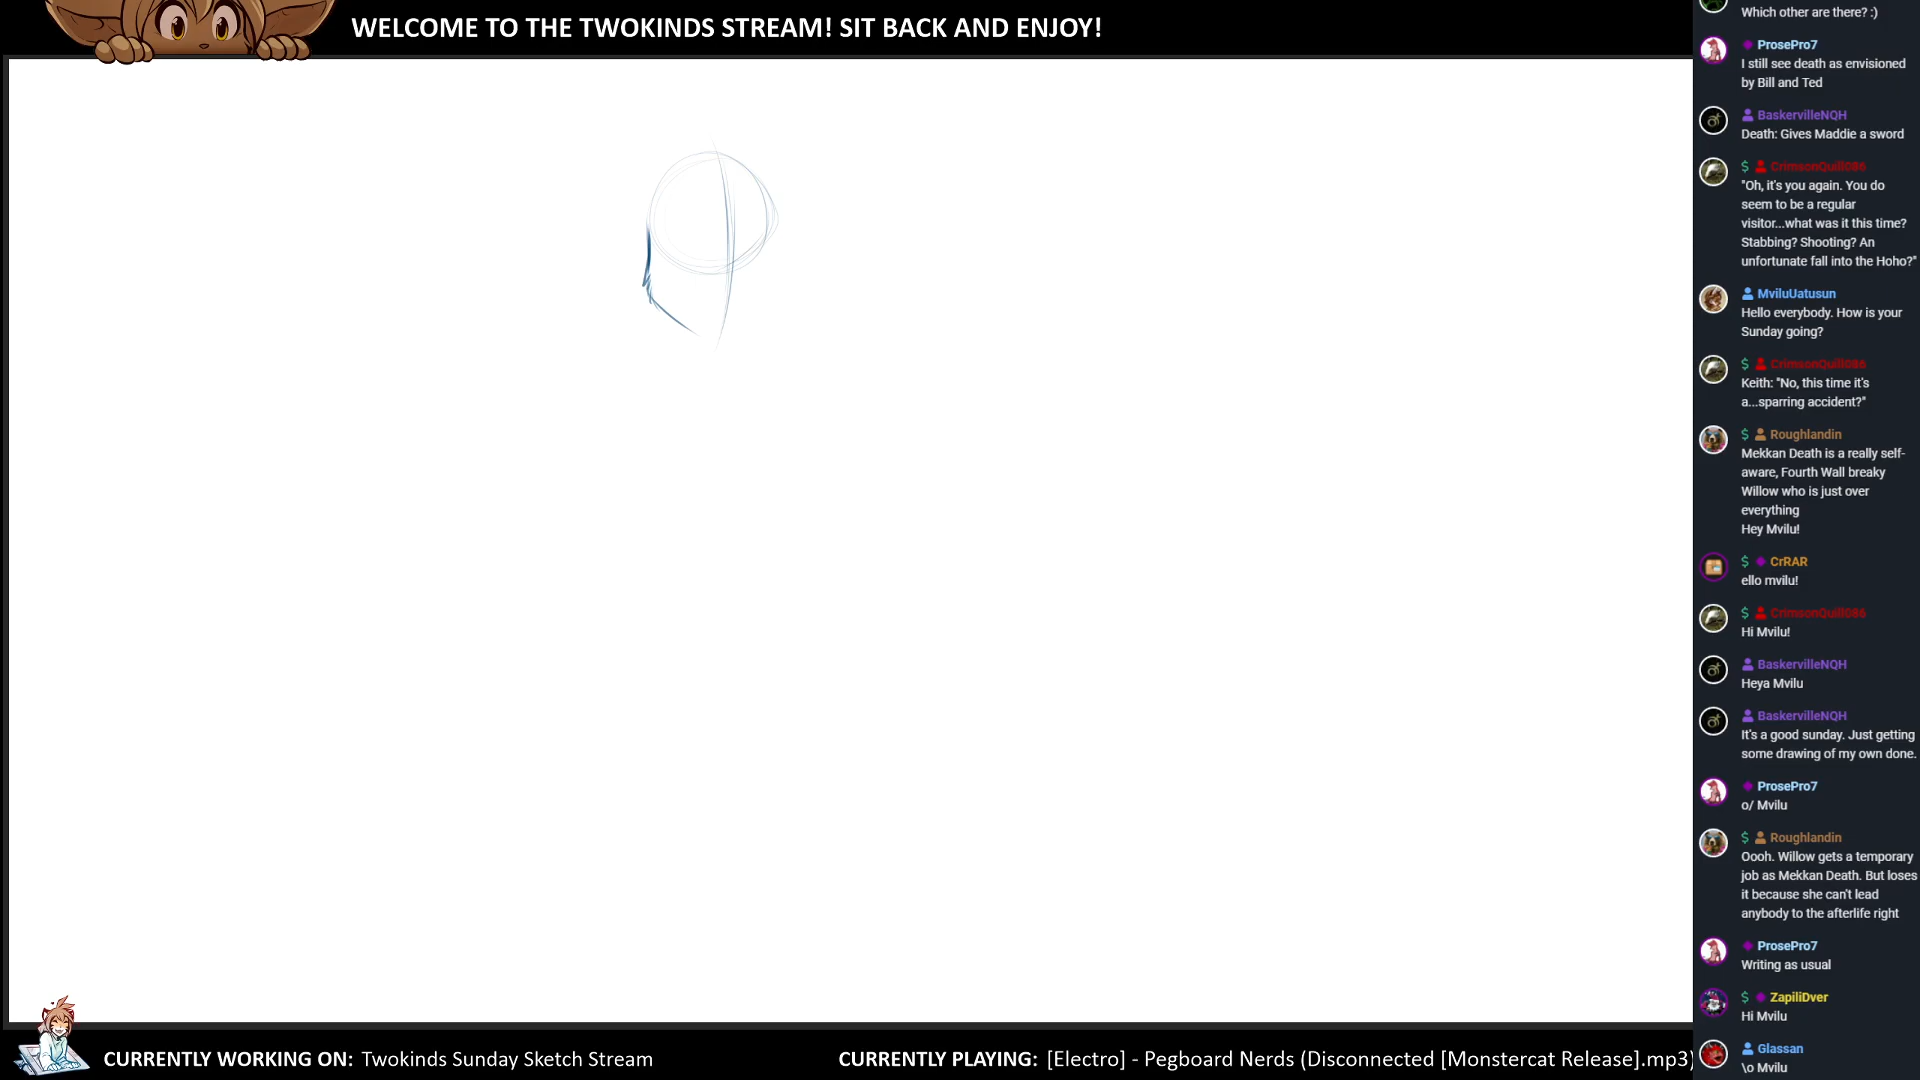 WELCOME TO THE TWOKINDS STREAM! SIT BACK AND ENJOY!
Which other are there? :)
ProsePro7
I still see death as envisioned
by Bill and Ted
BaskervilleNQH
Death: Gives Maddie a sword
$ CrimsonQuill086
"Oh, it's you again. You do
seem to be a regular
visitor...what was it this time?
Stabbing? Shooting? An
unfortunate fall into the Hoho?"
MviluUatusun
Hello everybody. How is your
Sunday going?
$ CrimsonQuill086
Keith: "No, this time it's
a...sparring accident?"
$ Roughlandin
Mekkan Death is a really self-
aware, Fourth Wall breaky
Willow who is just over
everything
Hey Mvilu!
$ CrRAR
ello mvilu!
$ CrimsonQuill086
Hi Mvilu!
BaskervilleNQH
Heya Mvilu
BaskervilleNQH
It's a good sunday. Just getting
some drawing of my own done.
ProsePro7
o/ Mvilu
$ Roughlandin
Oooh. Willow gets a temporary
job as Mekkan Death. But loses
it because she can't lead
anybody to the afterlife right
ProsePro7
Writing as usual
$ ZapiliDver
Hi Mvilu
Glassan
\o Mvilu
CURRENTLY WORKING ON: Twokinds Sunday Sketch Stream
CURRENTLY PLAYING: [Electro] - Pegboard Nerds (Disconnected [Monstercat Release].mp3)